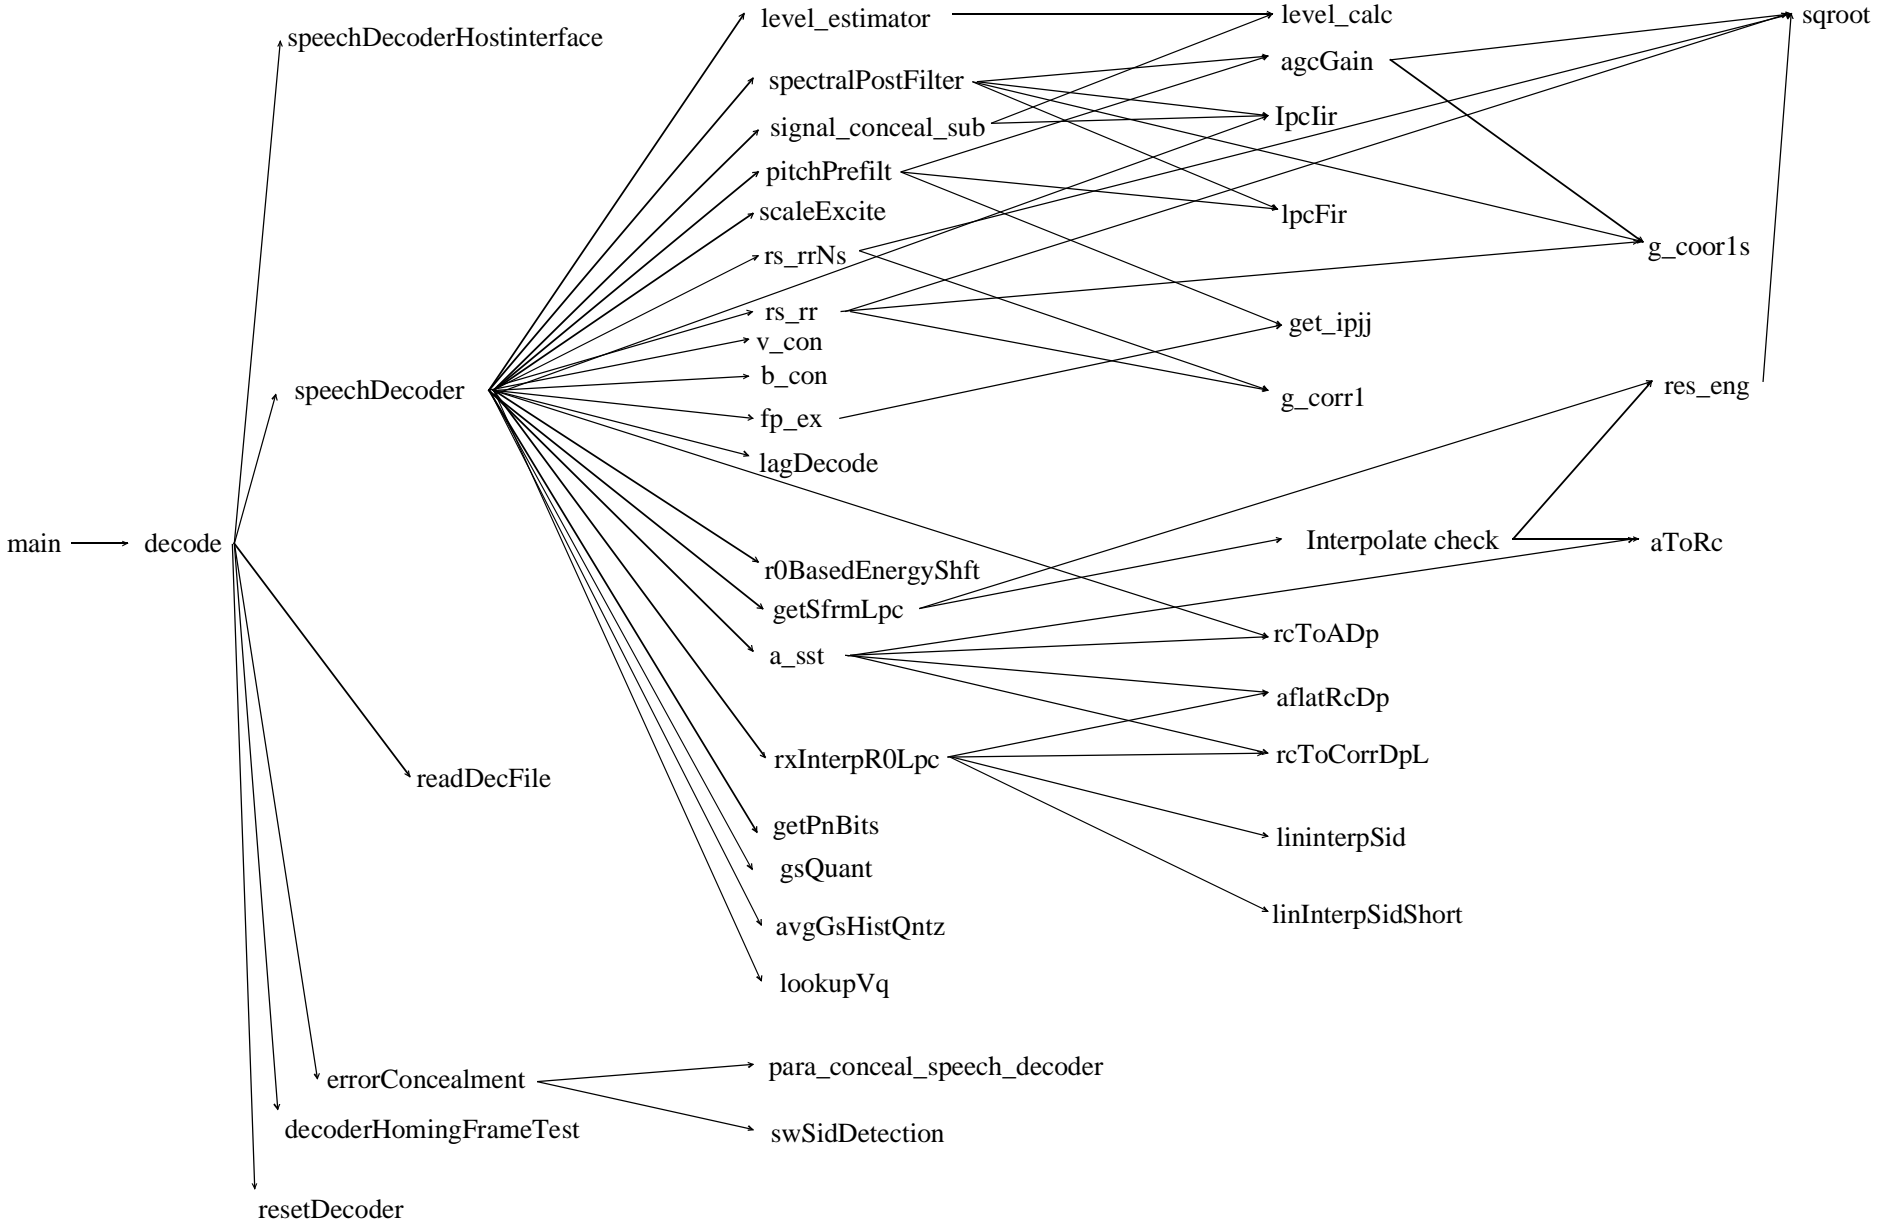 level_estimator
level_calc
sqroot
speechDecoderHostinterface
agcGain
spectralPostFilter
IpcIir
signal_conceal_sub
pitchPrefilt
scaleExcite
lpcFir
g_coor1s
rs_rrNs
rs_rr
get_ipjj
v_con
b_con
res_eng
speechDecoder
g_corr1
fp_ex
lagDecode
main
decode
Interpolate check
aToRc
r0BasedEnergyShft
getSfrmLpc
rcToADp
a_sst
aflatRcDp
rcToCorrDpL
rxInterpR0Lpc
readDecFile
getPnBits
lininterpSid
gsQuant
linInterpSidShort
avgGsHistQntz
lookupVq
para_conceal_speech_decoder
errorConcealment
decoderHomingFrameTest
swSidDetection
resetDecoder